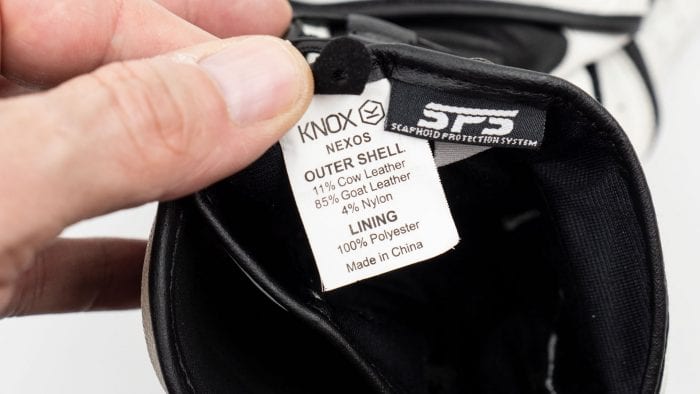 KNOX
NEXOS
OUTER SHELL
11% Cow Leather
85% Goat Leather
4% Nylon
LINING
100% Polyester
Made in China
SPS
SCAPHOID PROTECTION SYSTEM